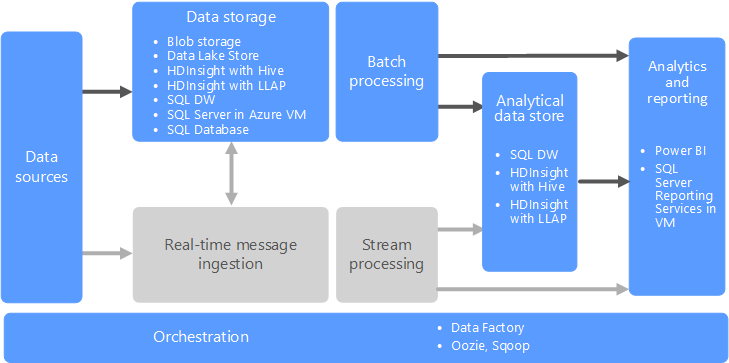 Data
sources
Data storage
• Blob storage
• Data Lake Store
• HDInsight with Hive
• HDInsight with LLAP
• SQL DW
• SQL Server in Azure VM
• SQL Database
Real-time message
ingestion
Batch
processing
Stream
processing
Analytical
data store
• SQL DW
• HDInsight
with Hive
• HDInsight
with LLAP
Analytics
and
reporting
• Power BI
• SQL
Server
Reporting
Services in
VM
Orchestration
• Data Factory
• Oozie, Sqoop